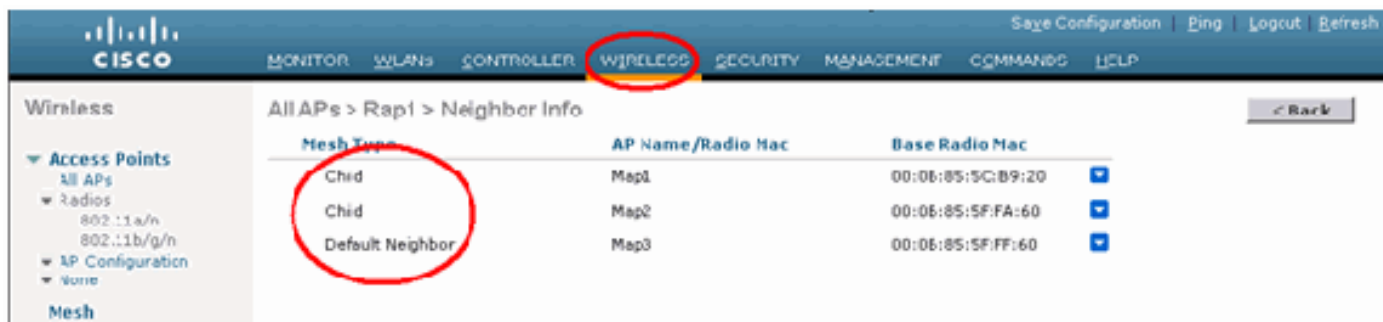 Save Configuration | Ping | Logout | Refresh
CISCO
MONITOR WLANs CONTROLLER WIRELESS SECURITY MANAGEMENT COMMANDS HELP
Wireless
All APs > Rap1 > Neighbor Info
< Back
Mesh Type AP Name/Radio Mac Base Radio Mac
Access Points
All APs
Radios
802.11a/n
802.11b/g/n
AP Configuration
None
Mesh
Child Map1 00:0B:85:5C:B9:20
Child Map2 00:0B:85:5F:FA:60
Default Neighbor Map3 00:0B:85:5F:FF:60